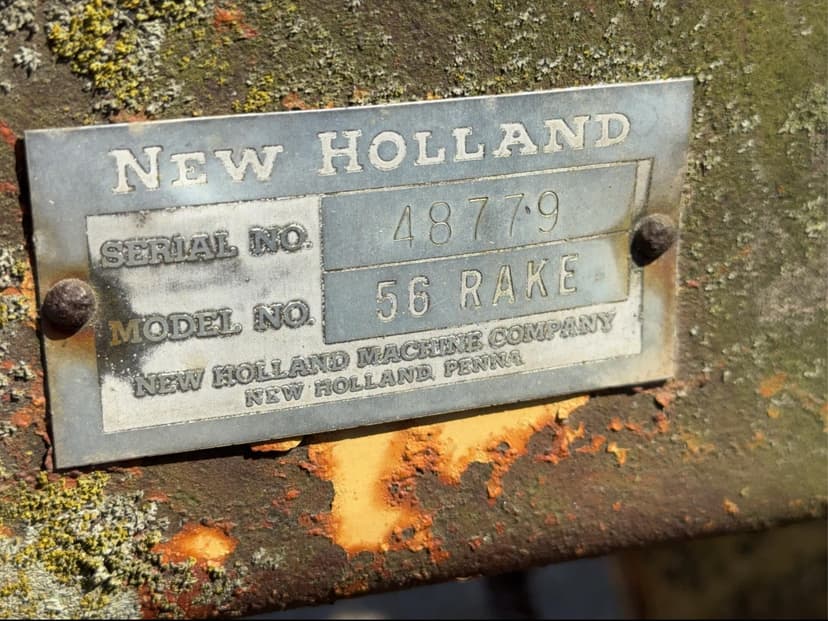 NEW HOLLAND
SERIAL NO. 48779
MODEL NO. 56 RAKE
NEW HOLLAND MACHINE COMPANY
NEW HOLLAND, PENNA.